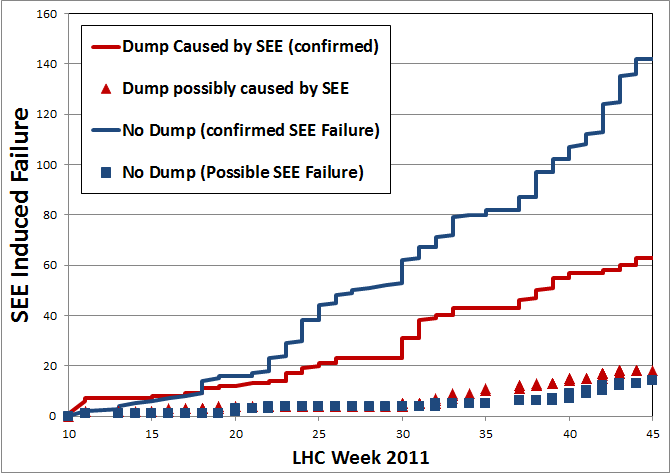 160
140
120
100
80
60
40
20
0
SEE Induced Failure
Dump Caused by SEE (confirmed)
Dump possibly caused by SEE
No Dump (confirmed SEE Failure)
No Dump (Possible SEE Failure)
10 15 20 25 30 35 40 45
LHC Week 2011